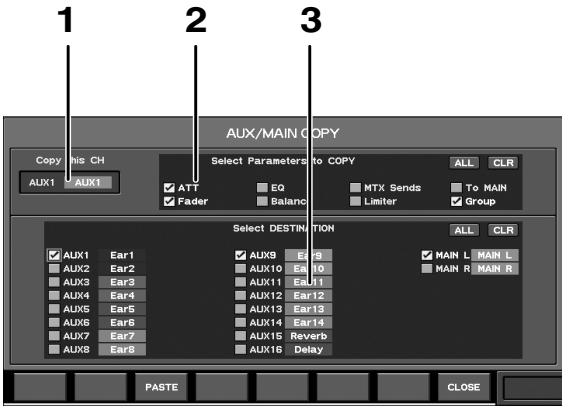 1 2 3
AUX/MAIN COPY
Copy this CH
AUX1 AUX1
Select Parameters to COPY ALL CLR
ATT EQ MTX Sends To MAIN
Fader Balance Limiter Group
Select DESTINATION ALL CLR
AUX1 Ear1 AUX9 Ear9 MAIN L MAIN L
AUX2 Ear2 AUX10 Ear10 MAIN R MAIN R
AUX3 Ear3 AUX11 Ear11
AUX4 Ear4 AUX12 Ear12
AUX5 Ear5 AUX13 Ear13
AUX6 Ear6 AUX14 Ear14
AUX7 Ear7 AUX15 Reverb
AUX8 Ear8 AUX16 Delay
PASTE CLOSE